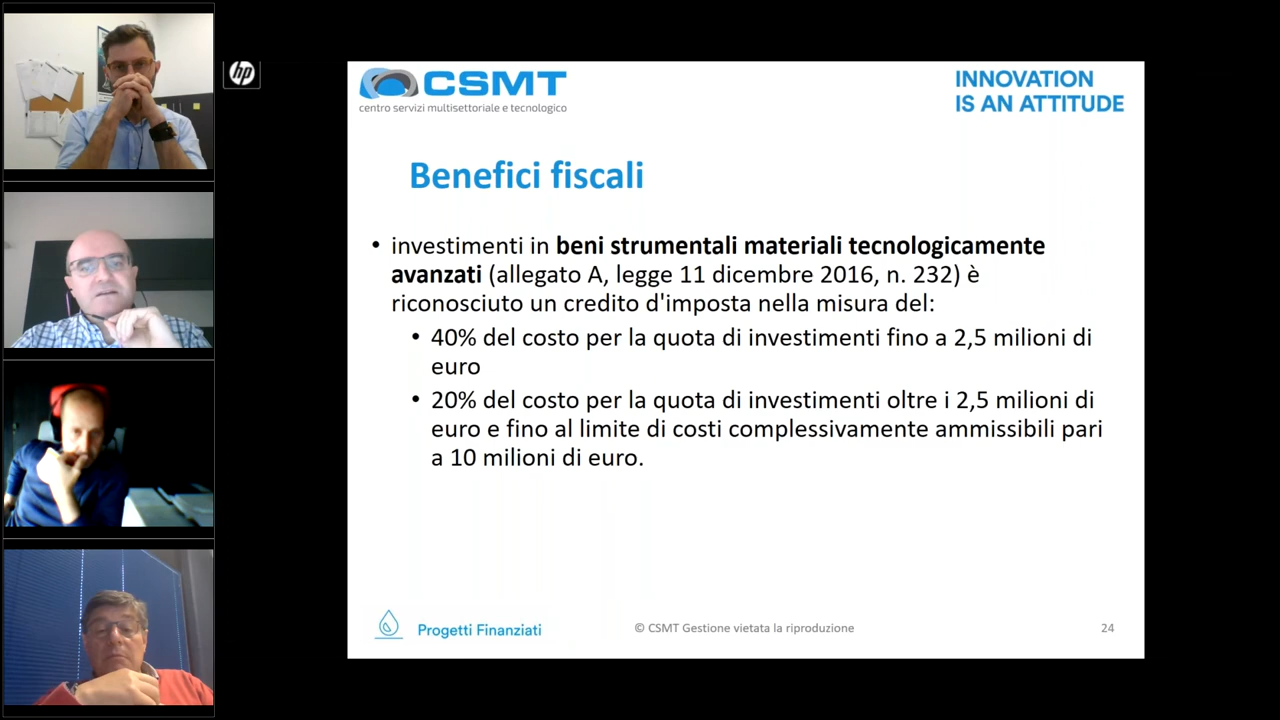 hp
CSMT
centro servizi multisettoriale e tecnologico
INNOVATION
IS AN ATTITUDE
Benefici fiscali
• investimenti in beni strumentali materiali tecnologicamente
avanzati (allegato A, legge 11 dicembre 2016, n. 232) è
riconosciuto un credito d'imposta nella misura del:
• 40% del costo per la quota di investimenti fino a 2,5 milioni di
euro
• 20% del costo per la quota di investimenti oltre i 2,5 milioni di
euro e fino al limite di costi complessivamente ammissibili pari
a 10 milioni di euro.
Progetti Finanziati
© CSMT Gestione vietata la riproduzione
24